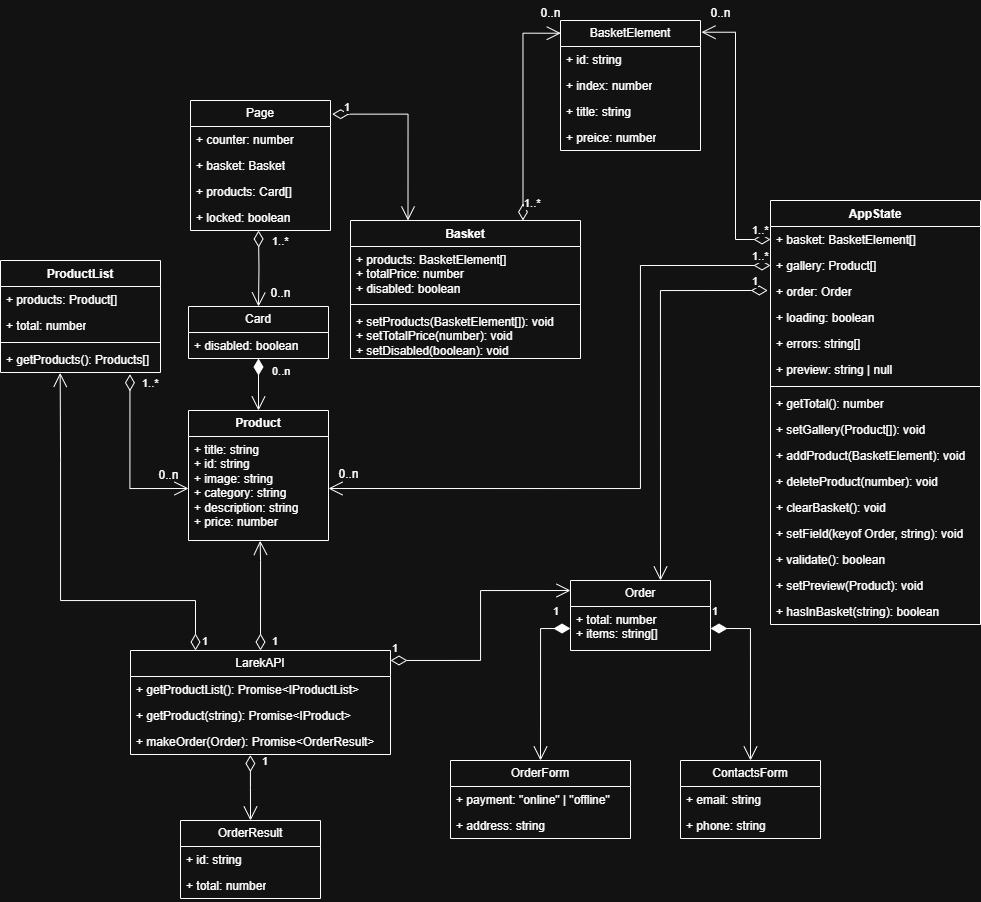 0..n
0..n
BasketElement
+ id: string
+ index: number
+ title: string
+ preice: number
Page
+ counter: number
+ basket: Basket
+ products: Card[]
+ locked: boolean
1
1..*
0..n
1..*
Basket
+ products: BasketElement[]
+ totalPrice: number
+ disabled: boolean
+ setProducts(BasketElement[]): void
+ setTotalPrice(number): void
+ setDisabled(boolean): void
AppState
1..*
+ basket: BasketElement[]
1..*
+ gallery: Product[]
1
+ order: Order
+ loading: boolean
+ errors: string[]
+ preview: string | null
+ getTotal(): number
+ setGallery(Product[]): void
+ addProduct(BasketElement): void
+ deleteProduct(number): void
+ clearBasket(): void
+ setField(keyof Order, string): void
+ validate(): boolean
+ setPreview(Product): void
+ hasInBasket(string): boolean
ProductList
+ products: Product[]
+ total: number
+ getProducts(): Products[]
1..*
0..n
Card
+ disabled: boolean
0..n
Product
+ title: string
+ id: string
+ image: string
+ category: string
+ description: string
+ price: number
0..n
Order
+ total: number
+ items: string[]
1
1
1
1
1
LarekAPI
+ getProductList(): Promise<IProductList>
+ getProduct(string): Promise<IProduct>
+ makeOrder(Order): Promise<OrderResult>
1
OrderForm
+ payment: "online" | "offline"
+ address: string
ContactsForm
+ email: string
+ phone: string
OrderResult
+ id: string
+ total: number